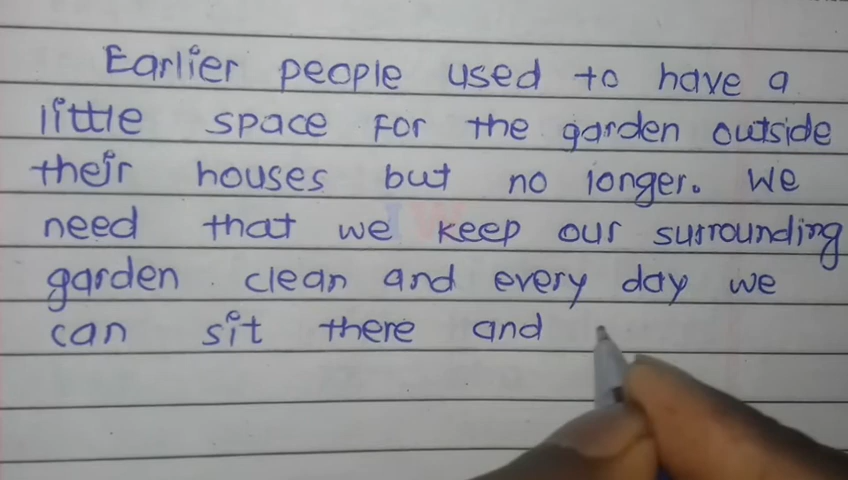 Earlier people used to have a
little space for the garden outside
their houses but no longer. We
need that we keep our surrounding
garden clean and every day we
can sit there and